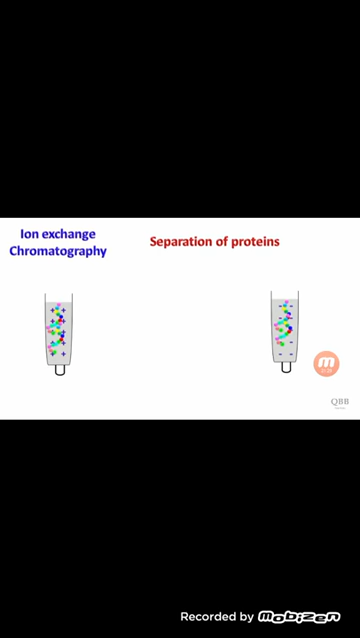 Ion exchange
Chromatography
Separation of proteins
QBB
Recorded by mobizen